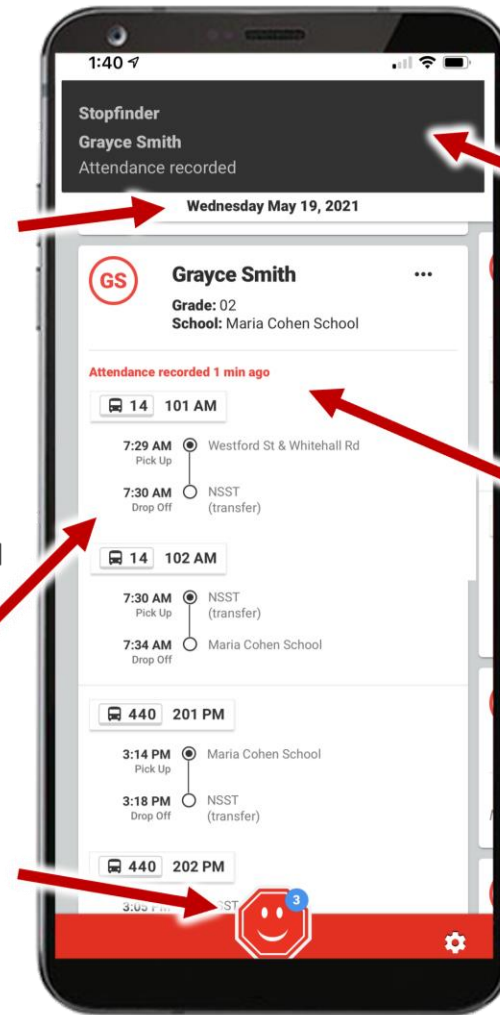 1:40
Stopfinder
Grayce Smith
Attendance recorded
Wednesday May 19, 2021
GS
Grayce Smith
Grade: 02
School: Maria Cohen School
Attendance recorded 1 min ago
14 101 AM
7:29 AM Westford St & Whitehall Rd
Pick Up
7:30 AM NSST
Drop Off (transfer)
14 102 AM
7:30 AM NSST
Pick Up (transfer)
7:34 AM Maria Cohen School
Drop Off
440 201 PM
3:14 PM Maria Cohen School
Pick Up
3:18 PM NSST
Drop Off (transfer)
440 202 PM
3
3:05